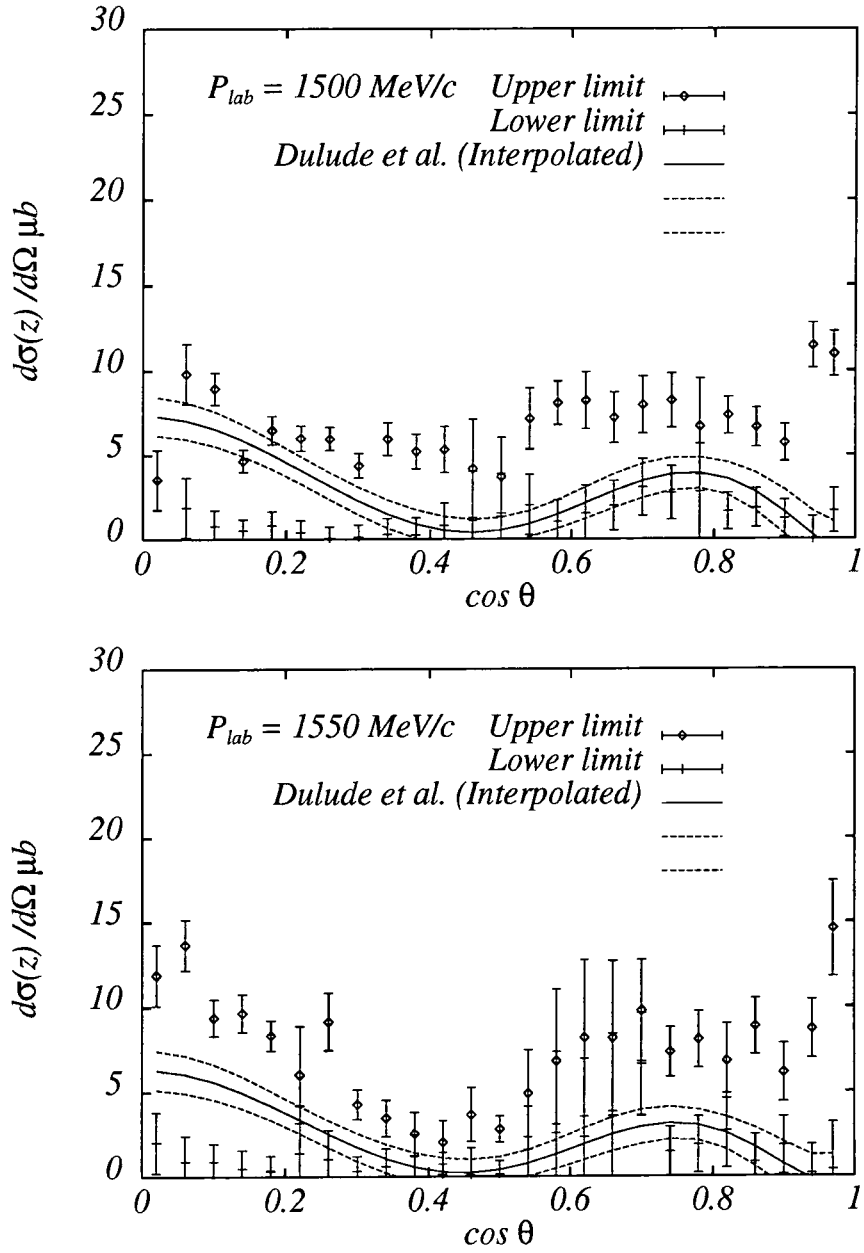 30
25
20
15
10
5
0
dσ(z) /dΩ μb
P_lab = 1500 MeV/c Upper limit
Lower limit
Dulude et al. (Interpolated)
0 0.2 0.4 0.6 0.8 1
cos θ
30
25
20
15
10
5
0
dσ(z) /dΩ μb
P_lab = 1550 MeV/c Upper limit
Lower limit
Dulude et al. (Interpolated)
0 0.2 0.4 0.6 0.8 1
cos θ